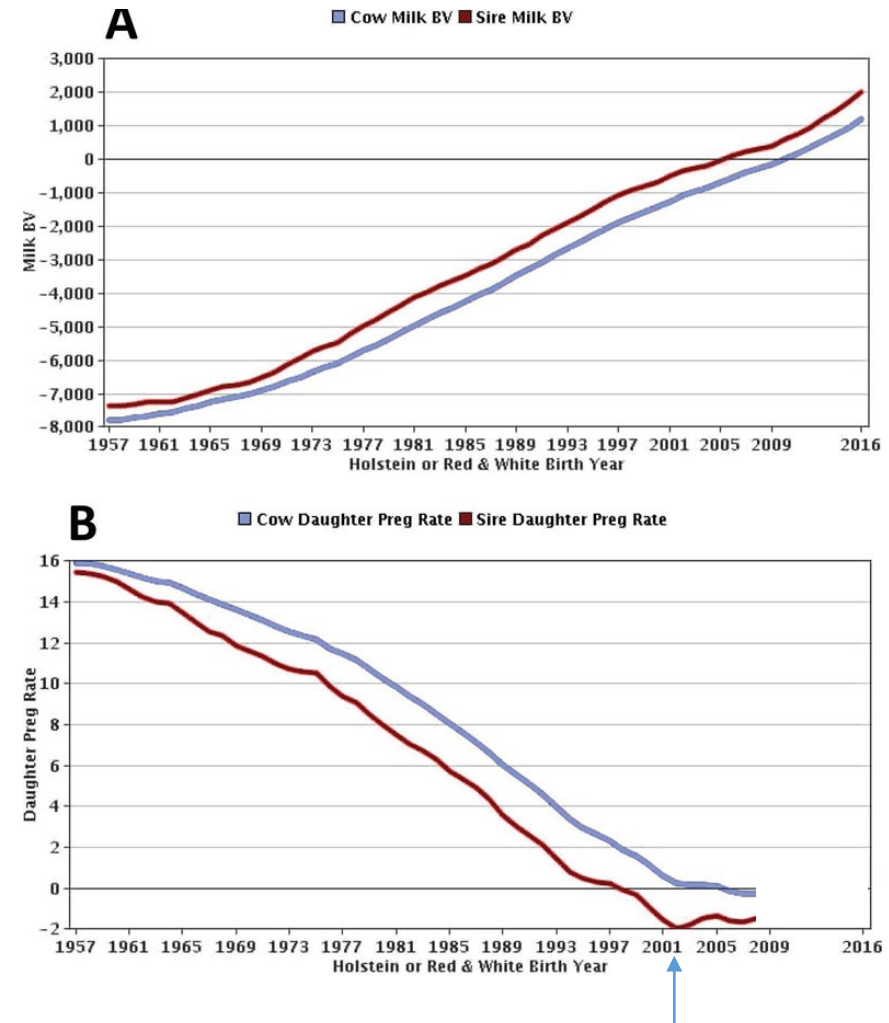 A
Cow Milk BV Sire Milk BV
3,000
2,000
1,000
0
-1,000
-2,000
-3,000
-4,000
-5,000
-6,000
-7,000
-8,000
Milk BV
1957 1961 1965 1969 1973 1977 1981 1985 1989 1993 1997 2001 2005 2009 2016
Holstein or Red & White Birth Year
B
Cow Daughter Preg Rate Sire Daughter Preg Rate
16
14
12
10
8
6
4
2
0
-2
Daughter Preg Rate
1957 1961 1965 1969 1973 1977 1981 1985 1989 1993 1997 2001 2005 2009 2016
Holstein or Red & White Birth Year